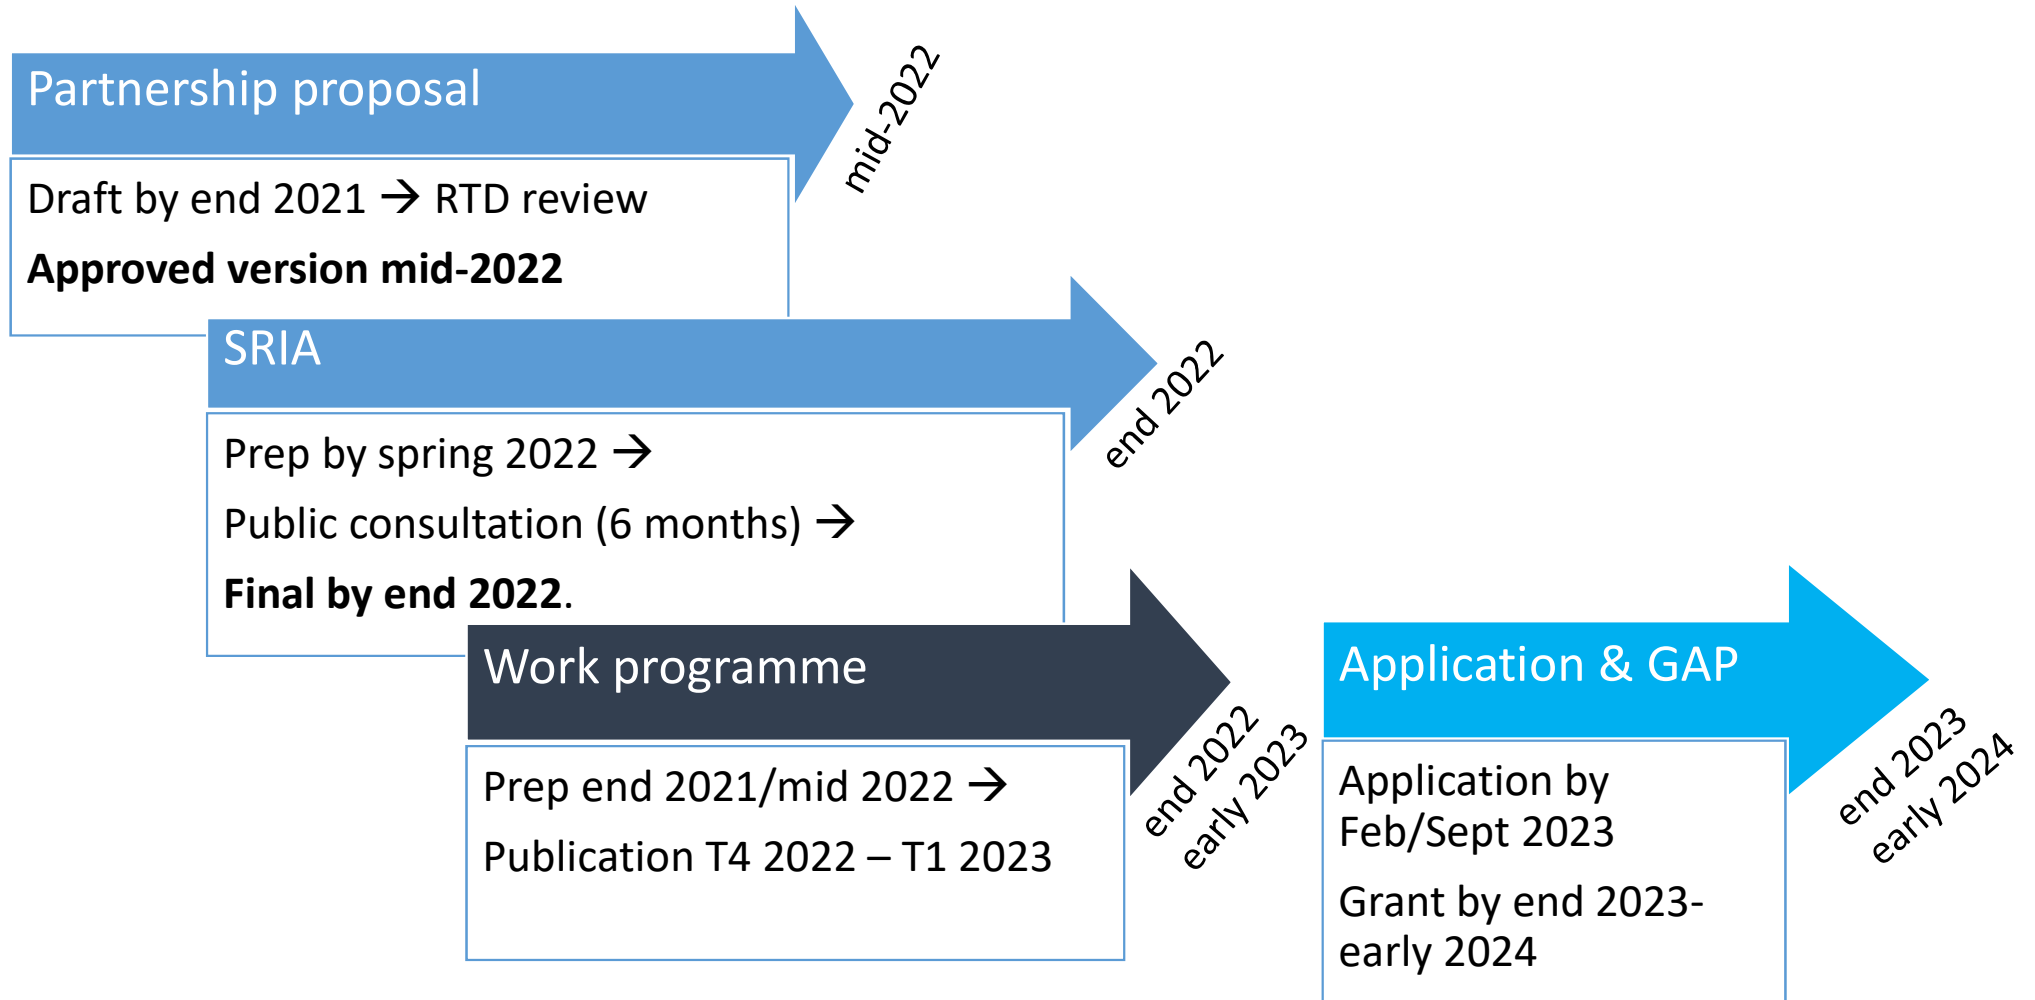 Partnership proposal
mid-2022
Draft by end 2021 → RTD review
Approved version mid-2022
SRIA
end 2022
Prep by spring 2022 →
Public consultation (6 months) →
Final by end 2022.
Work programme
end 2022
early 2023
Prep end 2021/mid 2022 →
Publication T4 2022 – T1 2023
Application & GAP
end 2023
early 2024
Application by
Feb/Sept 2023
Grant by end 2023-
early 2024